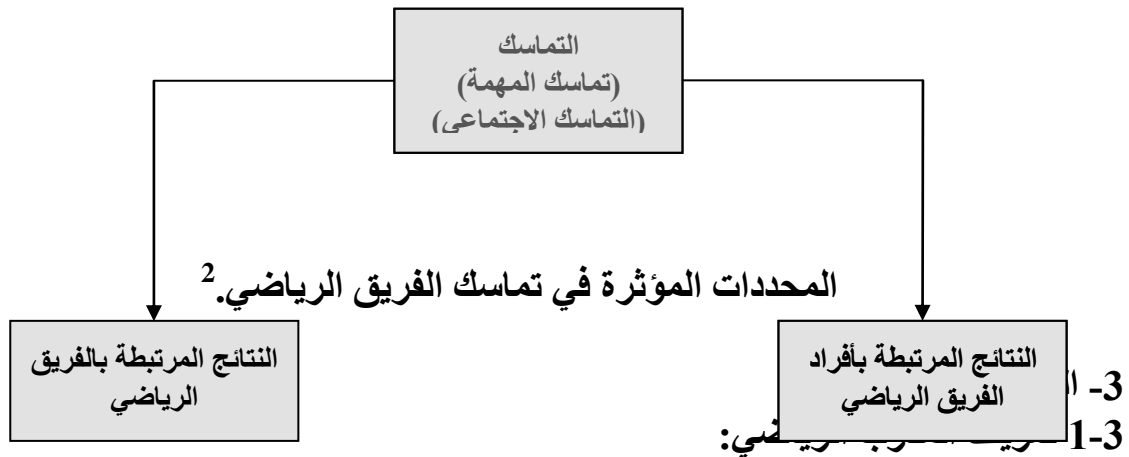 التماسك
(تماسك المهمة)
(التماسك الاجتماعي)
المحددات المؤثرة في تماسك الفريق الرياضي.2
النتائج المرتبطة بأفراد
الفريق الرياضي
النتائج المرتبطة بالفريق
الرياضي
3-
3-1